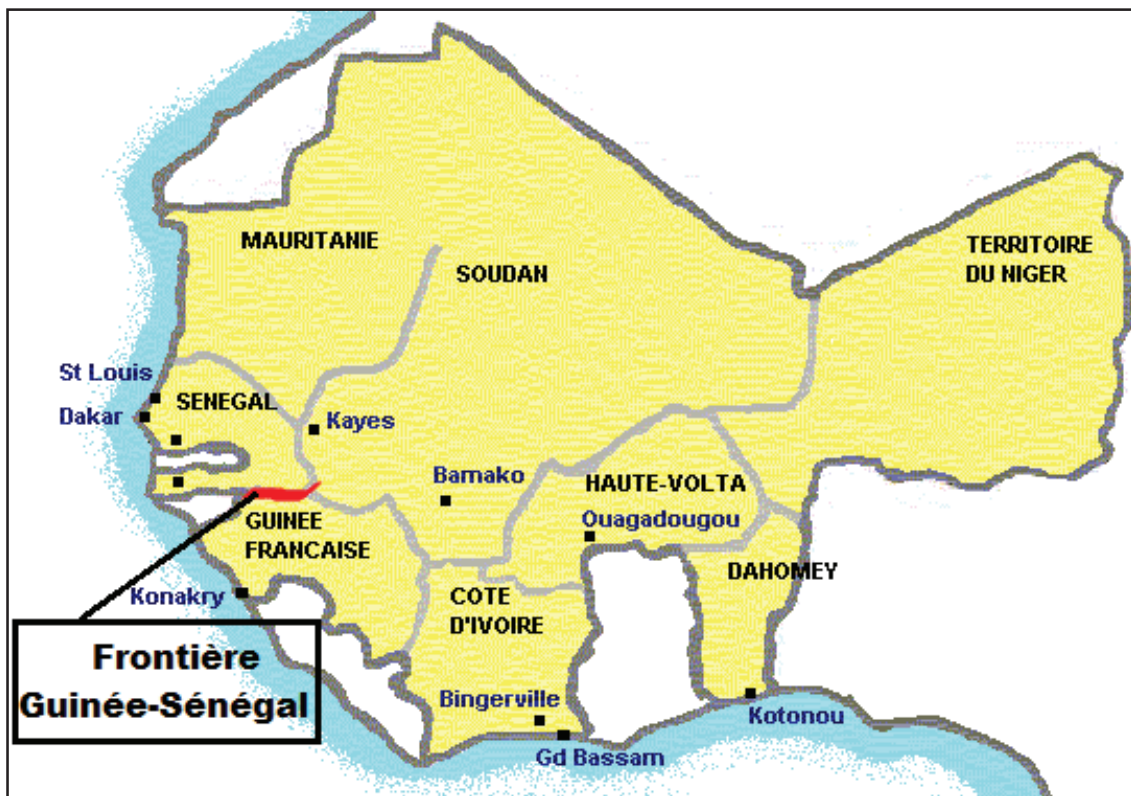 MAURITANIE
SOUDAN
TERRITOIRE
DU NIGER
St Louis
SENEGAL
Dakar
Kayes
Bamako
HAUTE-VOLTA
Ouagadougou
GUINEE
FRANCAISE
DAHOMEY
Konakry
COTE
D'IVOIRE
Frontière
Guinée-Sénégal
Bingerville
Kotonou
Gd Bassam